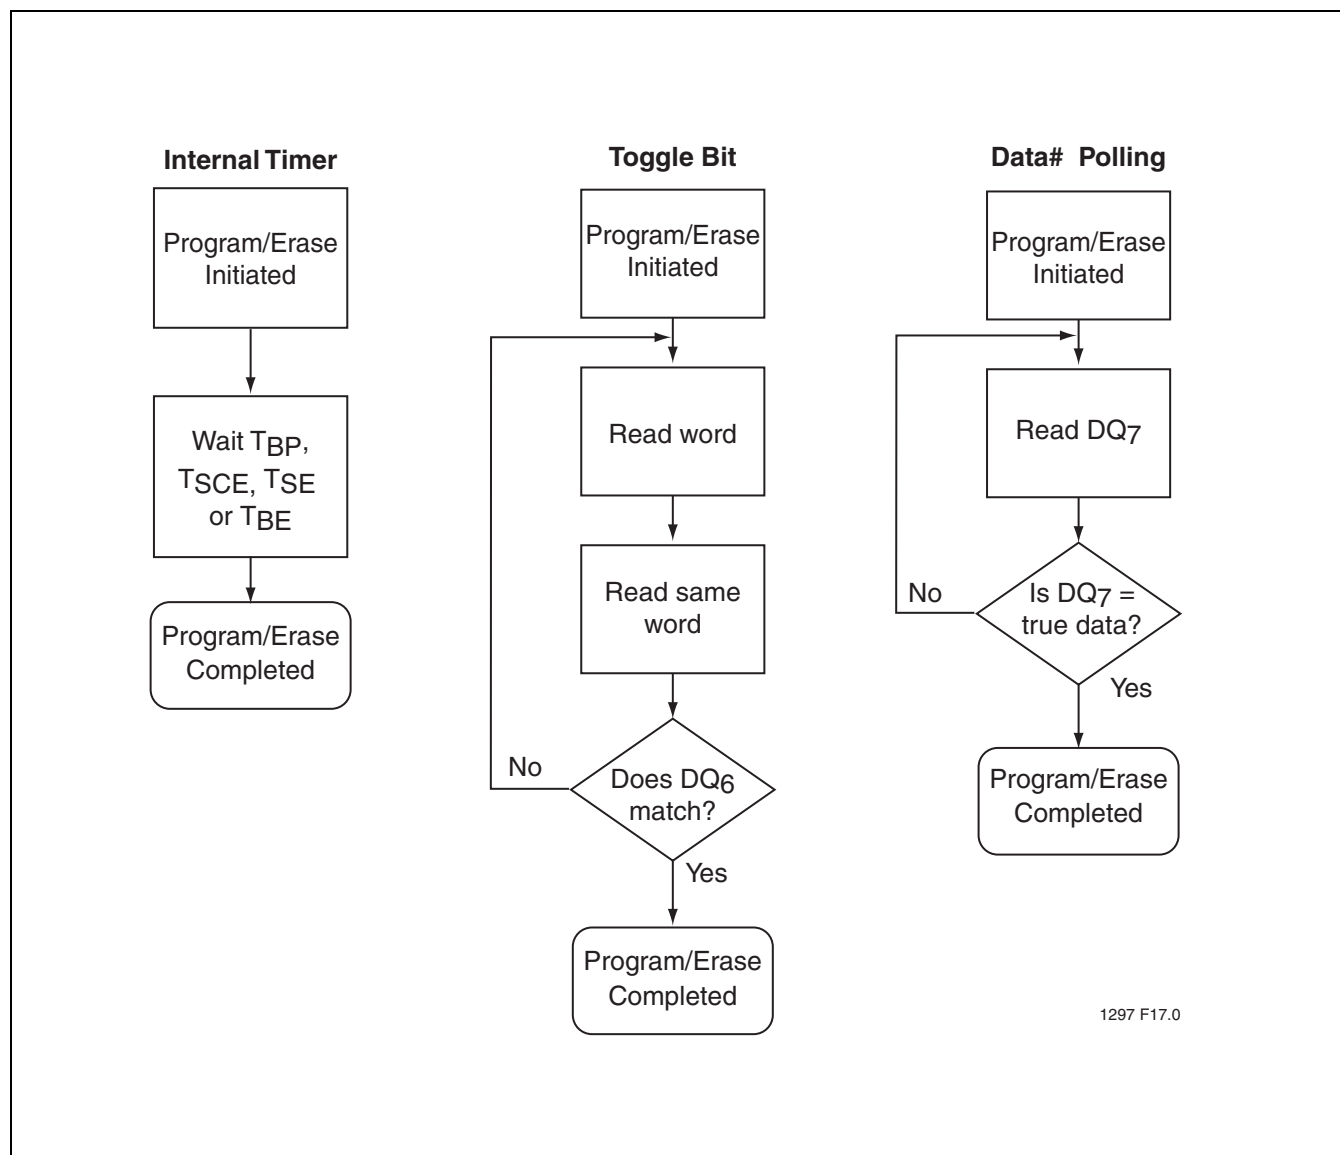 Internal Timer
Program/Erase
Initiated
Wait TBP,
TSCE, TSE
or TBE
Program/Erase
Completed
Toggle Bit
Program/Erase
Initiated
Read word
Read same
word
No
Does DQ6
match?
Yes
Program/Erase
Completed
Data# Polling
Program/Erase
Initiated
Read DQ7
No
Is DQ7 =
true data?
Yes
Program/Erase
Completed
1297 F17.0